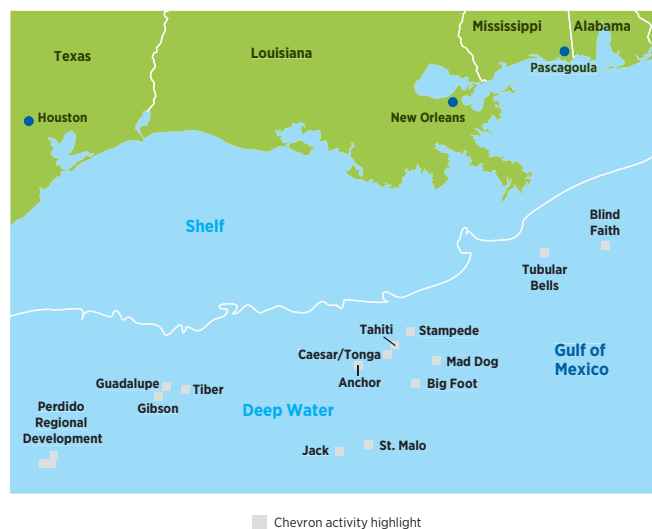 Mississippi
Alabama
Texas
Louisiana
Pascagoula
Houston
New Orleans
Shelf
Blind
Faith
Tubular
Bells
Tahiti
Stampede
Caesar/Tonga
Mad Dog
Gulf of
Mexico
Anchor
Big Foot
Guadalupe
Tiber
Gibson
Deep Water
Perdido
Regional
Development
Jack
St. Malo
Chevron activity highlight